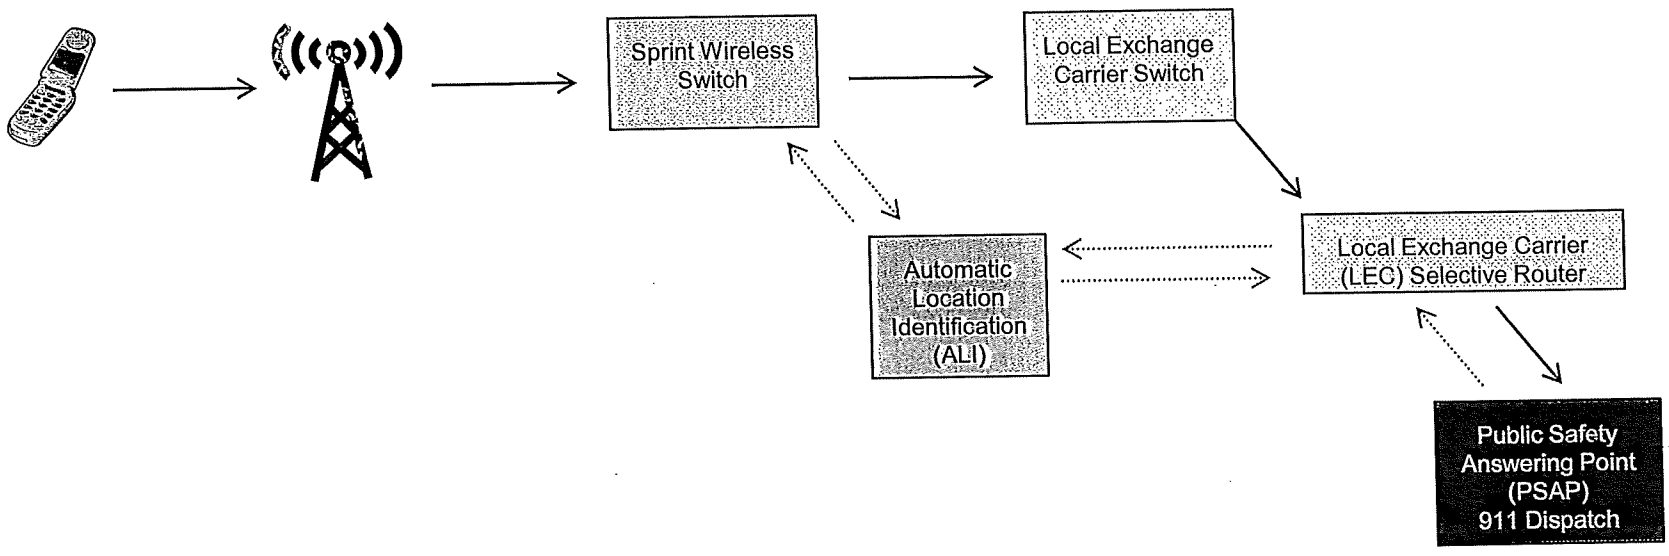 Sprint Wireless
Switch
Local Exchange
Carrier Switch
Automatic
Location
Identification
(ALI)
Local Exchange Carrier
(LEC) Selective Router
Public Safety
Answering Point
(PSAP)
911 Dispatch